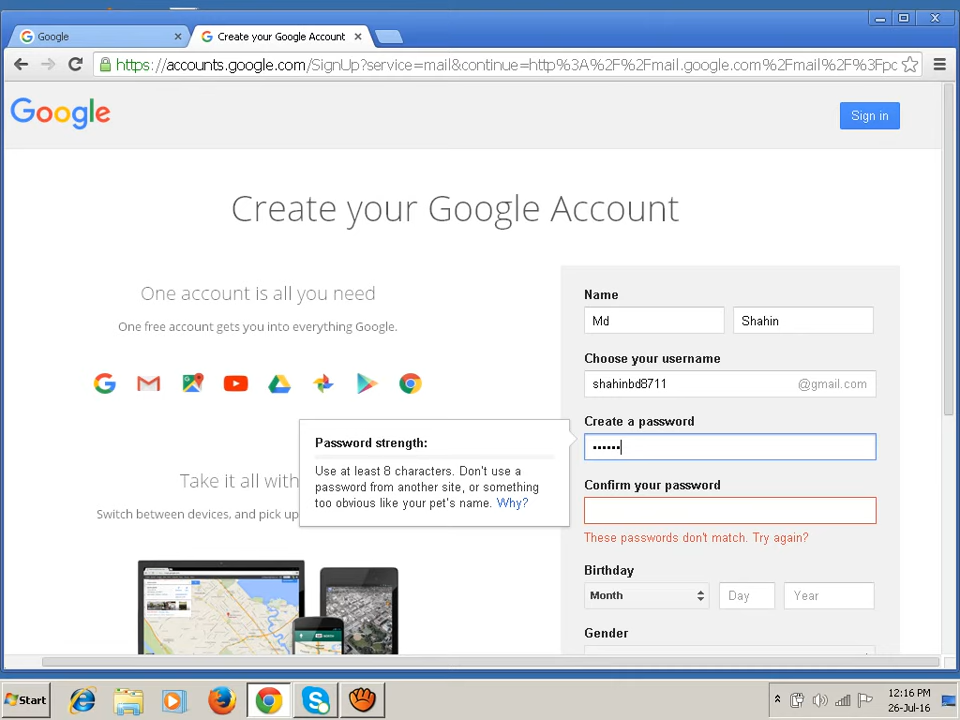 Google
Create your Google Account
https://accounts.google.com/SignUp?service=mail&continue=http%3A%2F%2Fmail.google.com%2Fmail%2F%3Fpc
Google
Sign in
Create your Google Account
One account is all you need
One free account gets you into everything Google.
Take it all with
Switch between devices, and pick up
Name
Md
Shahin
Choose your username
shahinbd8711
@gmail.com
Create a password
••••••
Password strength:
Use at least 8 characters. Don't use a
password from another site, or something
too obvious like your pet's name. Why?
Confirm your password
These passwords don't match. Try again?
Birthday
Month
Day
Year
Gender
Start
12:16 PM
26-Jul-16